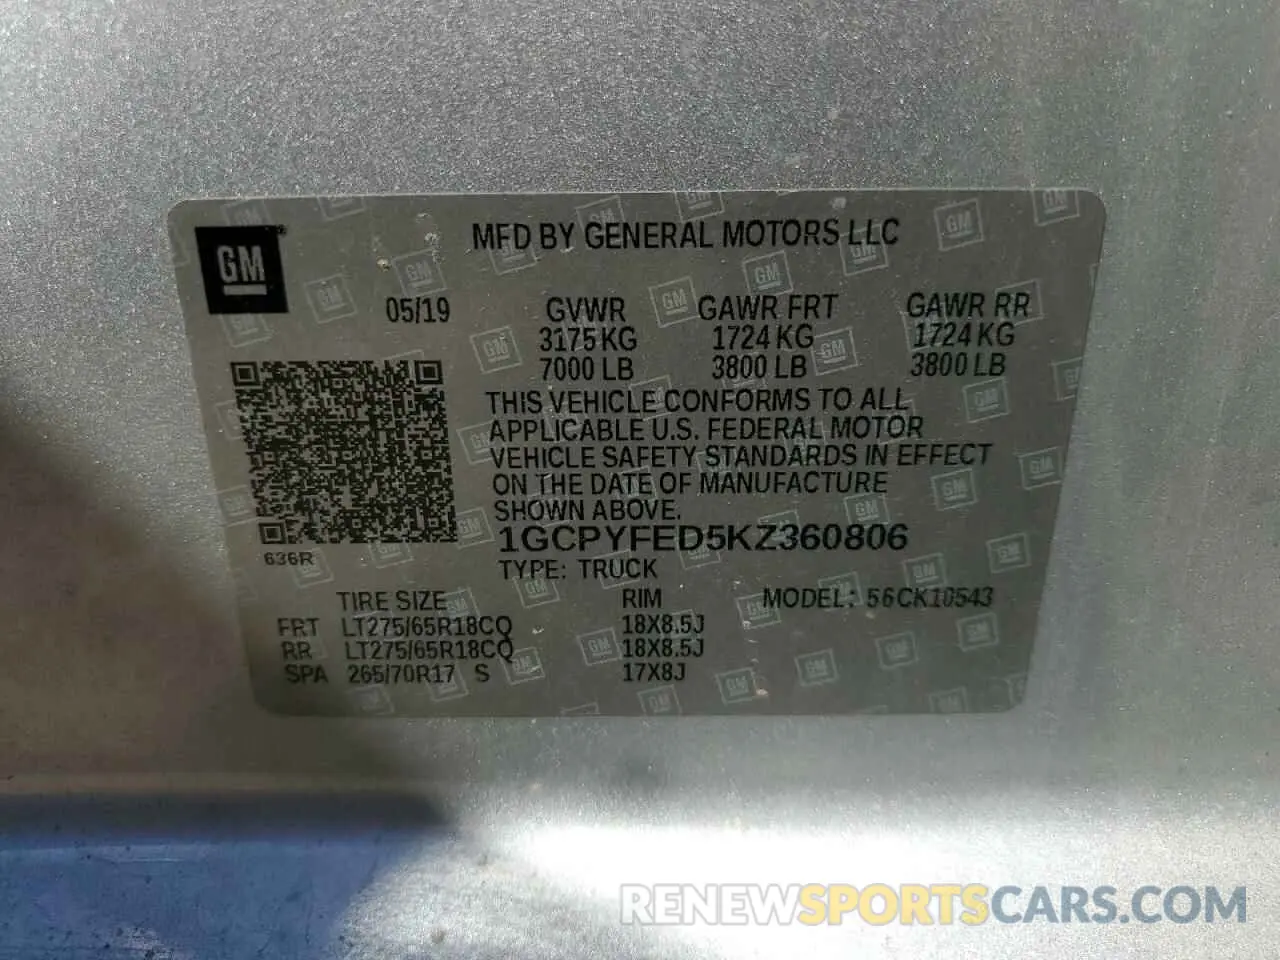 GM
MFD BY GENERAL MOTORS LLC
05/19
GVWR GAWR FRT GAWR RR
3175 KG 1724 KG 1724 KG
7000 LB 3800 LB 3800 LB
THIS VEHICLE CONFORMS TO ALL
APPLICABLE U.S. FEDERAL MOTOR
VEHICLE SAFETY STANDARDS IN EFFECT
ON THE DATE OF MANUFACTURE
SHOWN ABOVE.
1GCPYFED5KZ360806
636R
TYPE: TRUCK
TIRE SIZE RIM MODEL: 56CK10543
FRT LT275/65R18CQ 18X8.5J
RR LT275/65R18CQ 18X8.5J
SPA 265/70R17 S 17X8J
RENEWSPORTSCARS.COM